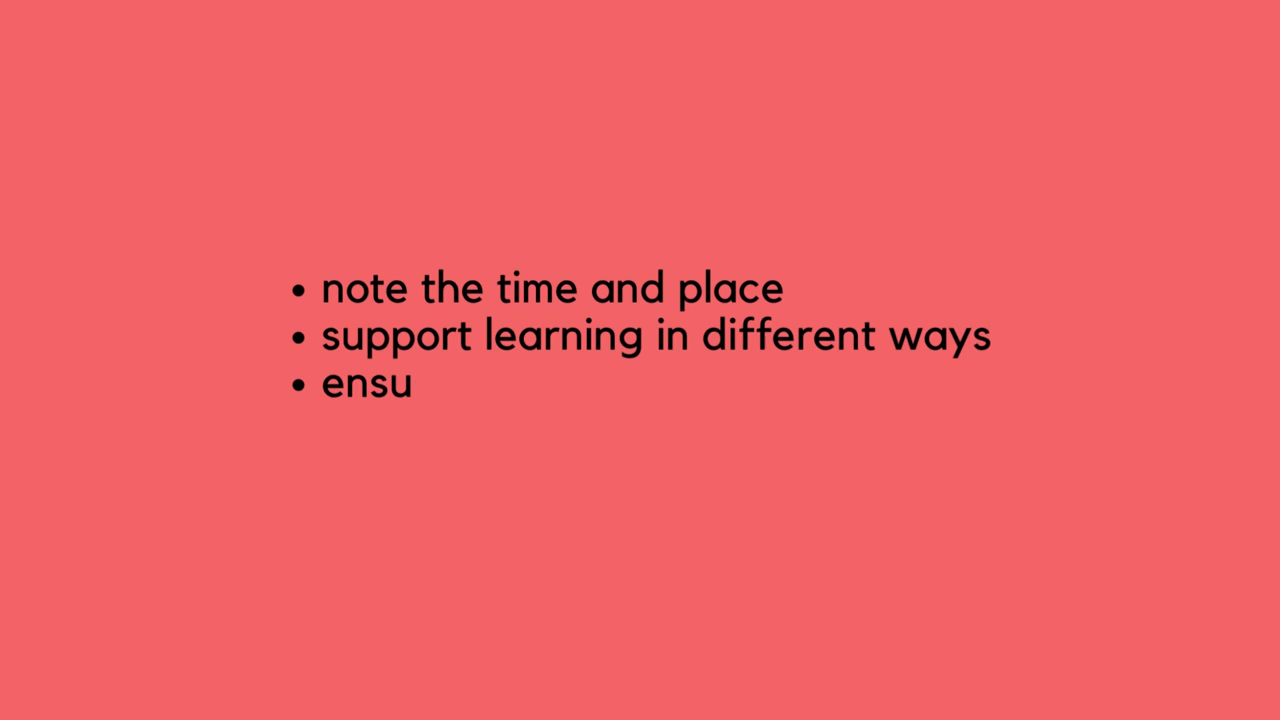 • note the time and place
• support learning in different ways
• ensu